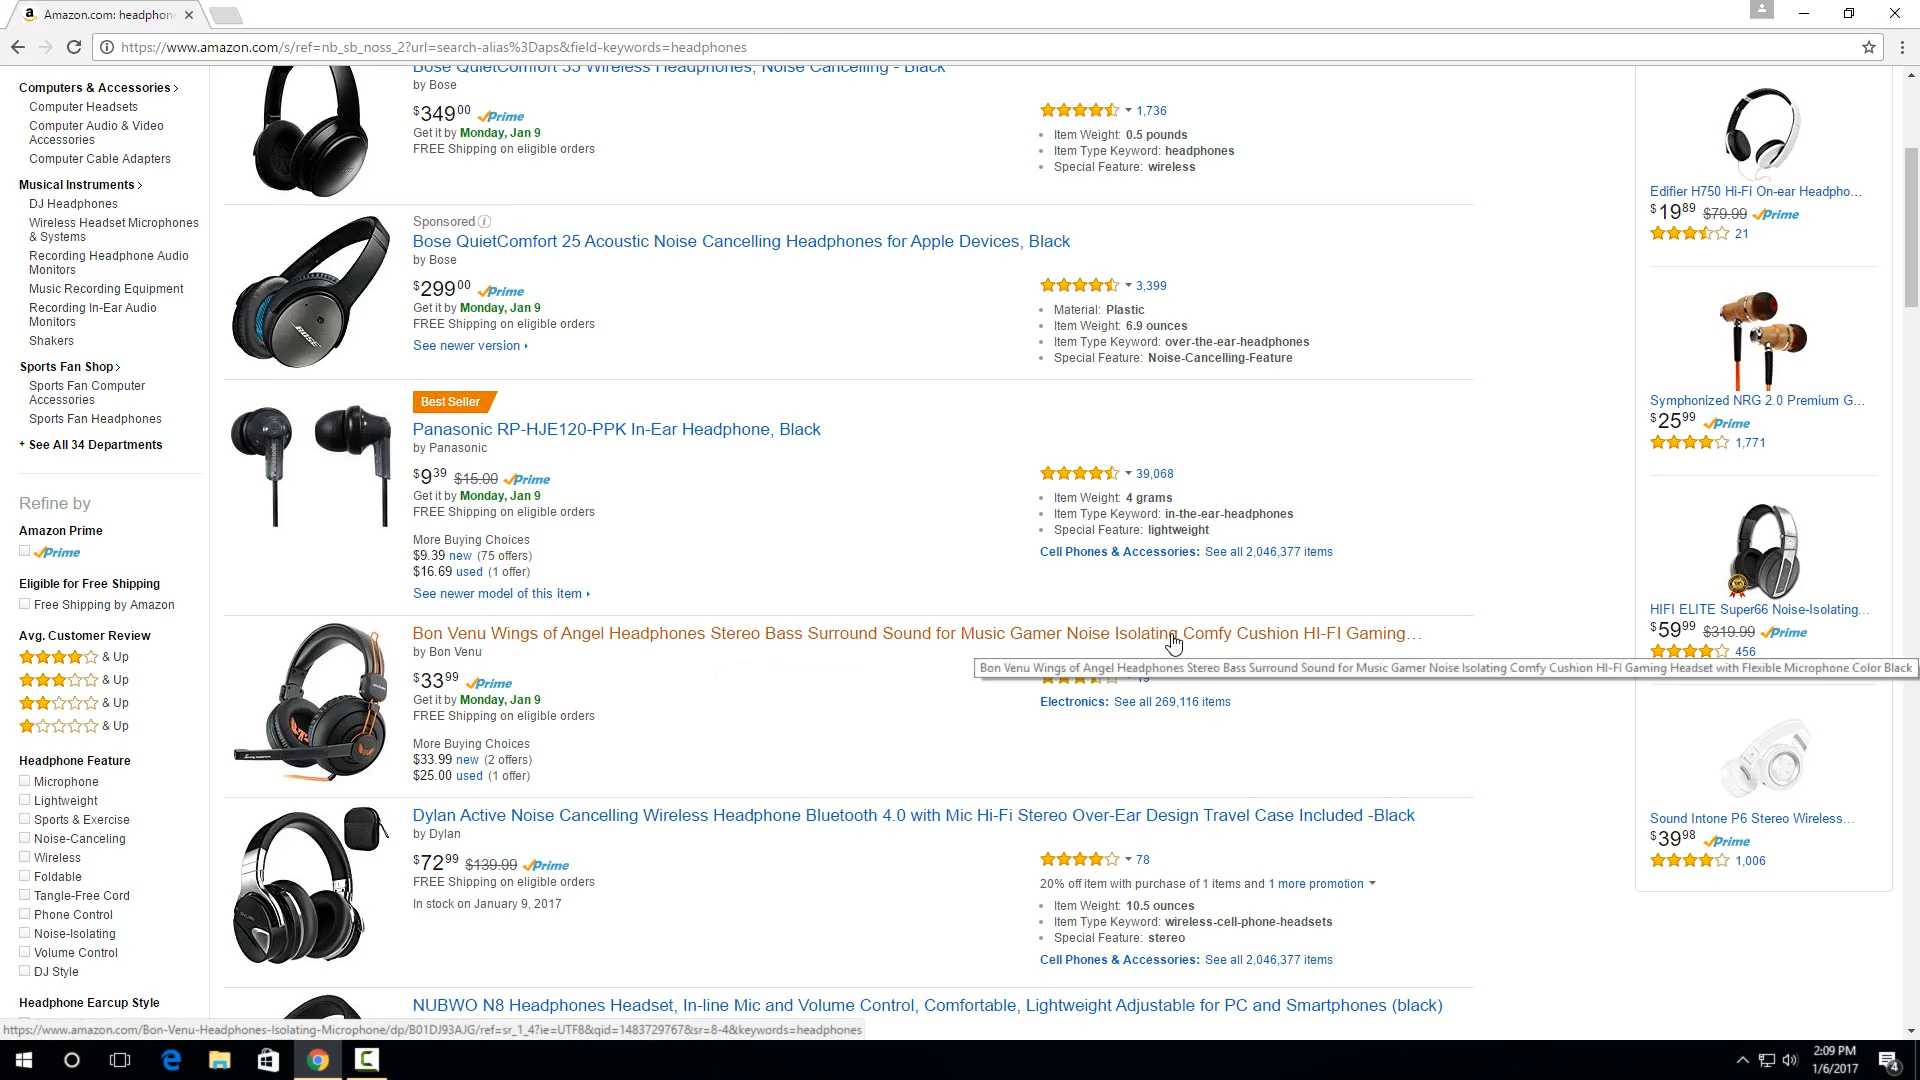 Amazon.com: headphon
https://www.amazon.com/s/ref=nb_sb_noss_2?url=search-alias%3Daps&field-keywords=headphones
Computers & Accessories
Computer Headsets
Computer Audio & Video
Accessories
Computer Cable Adapters
Musical Instruments
DJ Headphones
Wireless Headset Microphones
& Systems
Recording Headphone Audio
Monitors
Music Recording Equipment
Recording In-Ear Audio
Monitors
Shakers
Sports Fan Shop
Sports Fan Computer
Accessories
Sports Fan Headphones
+ See All 34 Departments
Refine by
Amazon Prime
Prime
Eligible for Free Shipping
Free Shipping by Amazon
Avg. Customer Review
& Up
& Up
& Up
& Up
Headphone Feature
Microphone
Lightweight
Sports & Exercise
Noise-Canceling
Wireless
Foldable
Tangle-Free Cord
Phone Control
Noise-Isolating
Volume Control
DJ Style
Headphone Earcup Style
Bose QuietComfort 35 Wireless Headphones, Noise Cancelling - Black
by Bose
$349 00 Prime
Get it by Monday, Jan 9
FREE Shipping on eligible orders
1,736
Item Weight: 0.5 pounds
Item Type Keyword: headphones
Special Feature: wireless
Sponsored
Bose QuietComfort 25 Acoustic Noise Cancelling Headphones for Apple Devices, Black
by Bose
$299 00 Prime
Get it by Monday, Jan 9
FREE Shipping on eligible orders
See newer version
3,399
Material: Plastic
Item Weight: 6.9 ounces
Item Type Keyword: over-the-ear-headphones
Special Feature: Noise-Cancelling-Feature
BOSE
Best Seller
Panasonic RP-HJE120-PPK In-Ear Headphone, Black
by Panasonic
$9 39 $15.00 Prime
Get it by Monday, Jan 9
FREE Shipping on eligible orders
More Buying Choices
$9.39 new (75 offers)
$16.69 used (1 offer)
See newer model of this item
39,068
Item Weight: 4 grams
Item Type Keyword: in-the-ear-headphones
Special Feature: lightweight
Cell Phones & Accessories: See all 2,046,377 items
Panasonic
Bon Venu Wings of Angel Headphones Stereo Bass Surround Sound for Music Gamer Noise Isolating Comfy Cushion HI-FI Gaming...
by Bon Venu
Bon Venu Wings of Angel Headphones Stereo Bass Surround Sound for Music Gamer Noise Isolating Comfy Cushion HI-FI Gaming Headset with Flexible Microphone Color Black
$33 99 Prime
Get it by Monday, Jan 9
FREE Shipping on eligible orders
More Buying Choices
$33.99 new (2 offers)
$25.00 used (1 offer)
Electronics: See all 269,116 items
Dylan Active Noise Cancelling Wireless Headphone Bluetooth 4.0 with Mic Hi-Fi Stereo Over-Ear Design Travel Case Included -Black
by Dylan
$72 99 $139.99 Prime
FREE Shipping on eligible orders
In stock on January 9, 2017
78
20% off item with purchase of 1 items and 1 more promotion
Item Weight: 10.5 ounces
Item Type Keyword: wireless-cell-phone-headsets
Special Feature: stereo
Cell Phones & Accessories: See all 2,046,377 items
NUBWO N8 Headphones Headset, In-line Mic and Volume Control, Comfortable, Lightweight Adjustable for PC and Smartphones (black)
Edifier H750 Hi-Fi On-ear Headpho...
$19 89 $79.99 Prime
21
Symphonized NRG 2.0 Premium G...
$25 99 Prime
1,771
HIFI ELITE Super66 Noise-Isolating...
$59 99 $319.99 Prime
456
Sound Intone P6 Stereo Wireless...
$39 98 Prime
1,006
https://www.amazon.com/Bon-Venu-Headphones-Isolating-Microphone/dp/B01DJ93AJG/ref=sr_1_4?ie=UTF8&qid=1483729767&sr=8-4&keywords=headphones
2:09 PM
1/6/2017
4